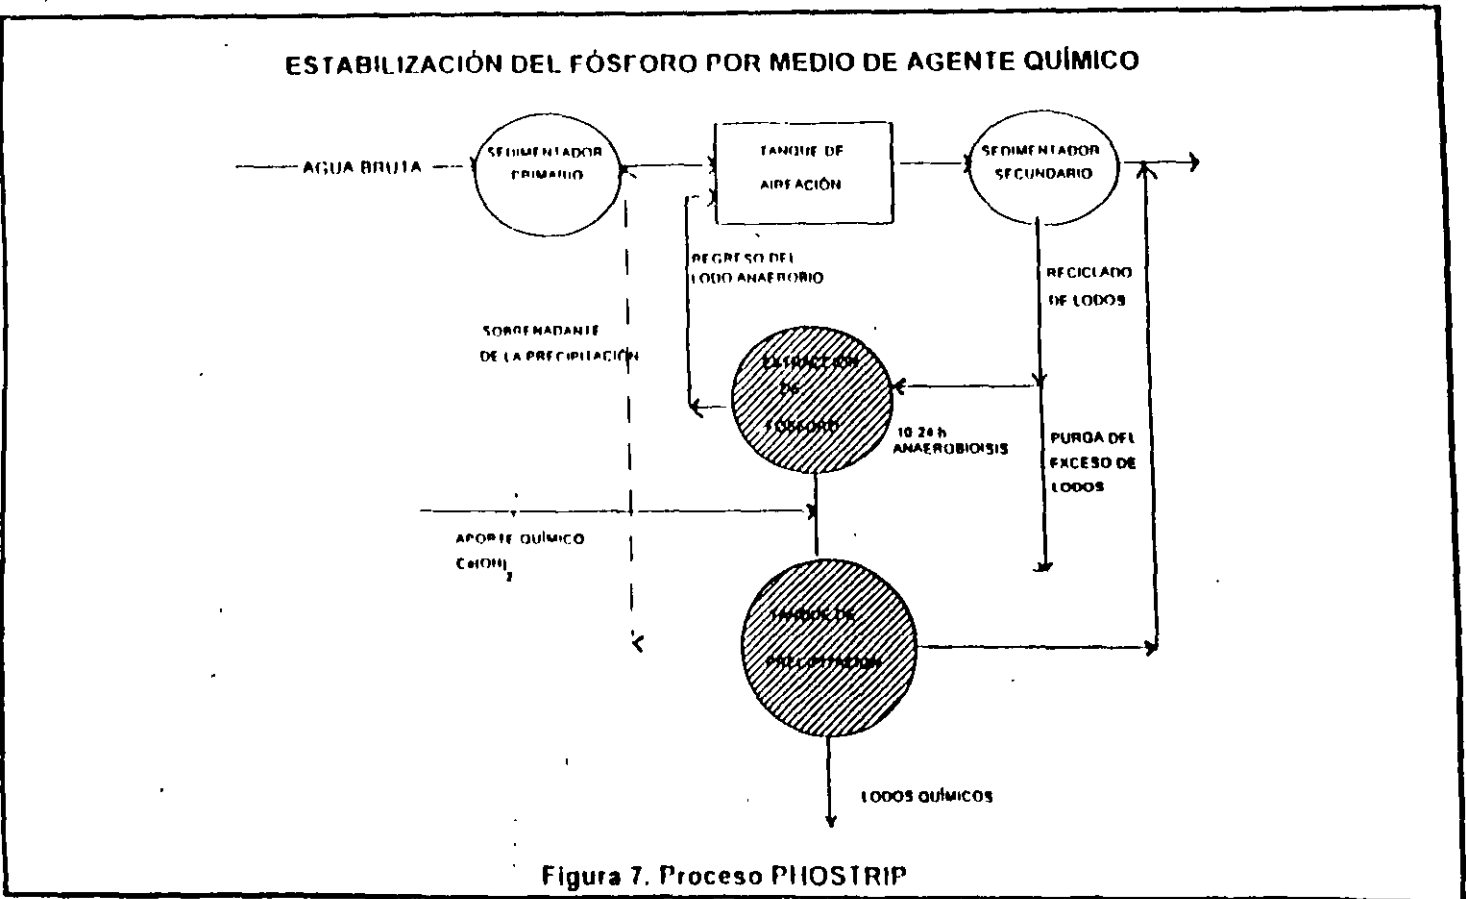 ESTABILIZACIÓN DEL FÓSFORO POR MEDIO DE AGENTE QUÍMICO
AGUA BRUTA
SEDIMENTADOR
PRIMARIO
TANQUE DE
AIREACIÓN
SEDIMENTADOR
SECUNDARIO
REGRESO DEL
LODO ANAEROBIO
RECICLADO
DE LODOS
SOBRENADANTE
DE LA PRECIPITACIÓN
EXTRACCIÓN
DE
FÓSFORO
10 24 h
ANAEROBIOISIS
PURGA DEL
EXCESO DE
LODOS
APORTE QUÍMICO
Ca(OH)2
TANQUE DE
PRECIPITACION
LODOS QUÍMICOS
Figura 7. Proceso PHOSTRIP